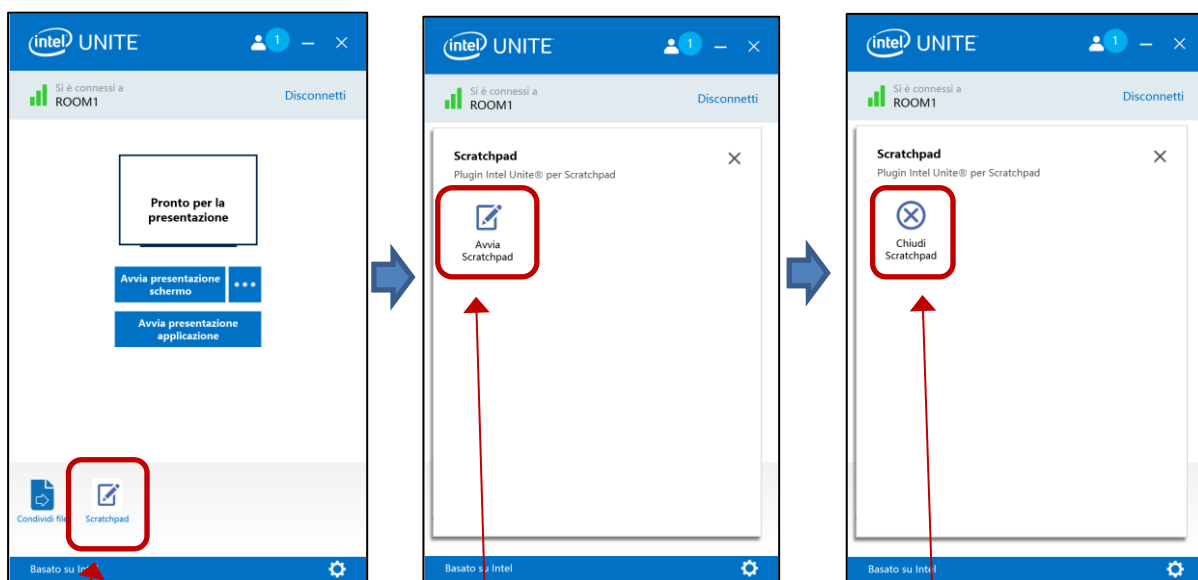 intel UNITE
1
Si è connessi a
ROOM1
Disconnetti
Pronto per la
presentazione
Avvia presentazione
schermo
Avvia presentazione
applicazione
Condividi file
Scratchpad
Basato su Intel
intel UNITE
1
Si è connessi a
ROOM1
Disconnetti
Scratchpad
Plugin Intel Unite® per Scratchpad
Avvia
Scratchpad
Basato su Intel
intel UNITE
1
Si è connessi a
ROOM1
Disconnetti
Scratchpad
Plugin Intel Unite® per Scratchpad
Chiudi
Scratchpad
Basato su Intel